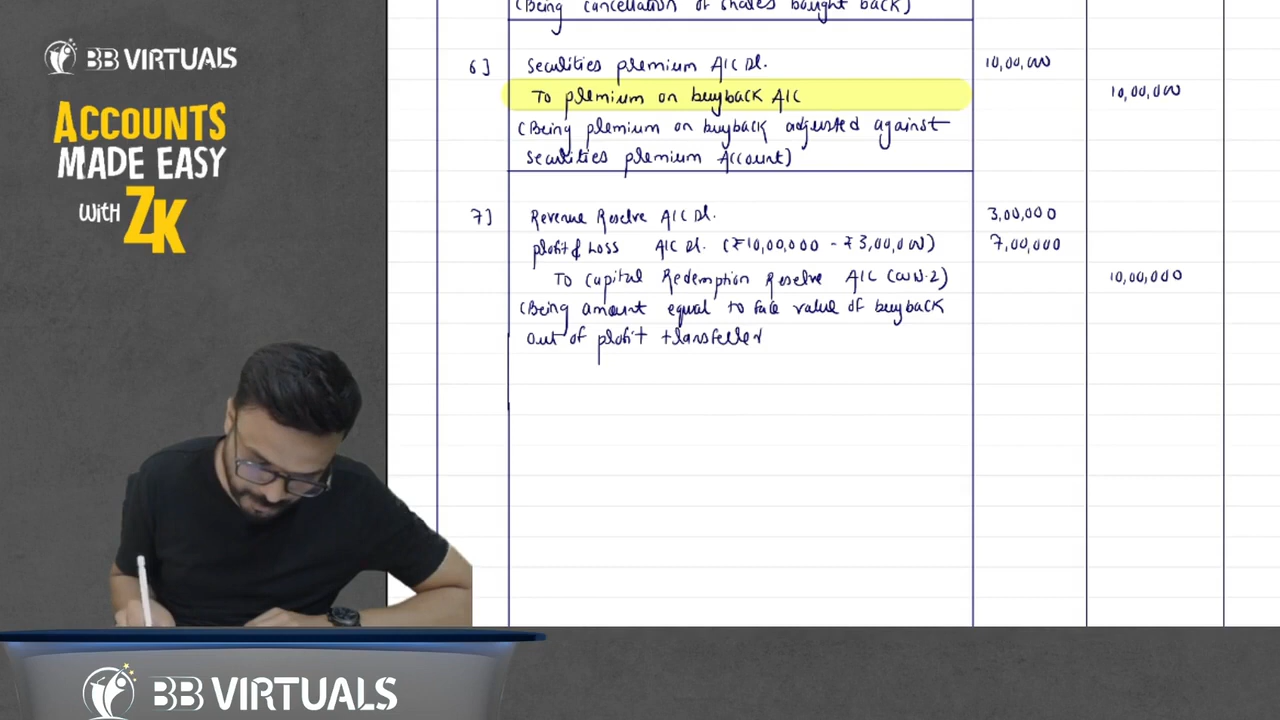 BB VIRTUALS
ACCOUNTS
MADE EASY
WITH ZK
(Being cancellation of shares bought back)
6] Securities premium A/C Dr. 10,00,000
To premium on buyback A/C 10,00,000
(Being premium on buyback adjusted against
securities premium Account)
7] Revenue Reserve A/C Dr. 3,00,000
profit & Loss A/C Dr. (₹10,00,000 - ₹3,00,000) 7,00,000
To Capital Redemption Reserve A/C (WN.2) 10,00,000
(Being amount equal to face value of buyback
out of profit transferred
BB VIRTUALS